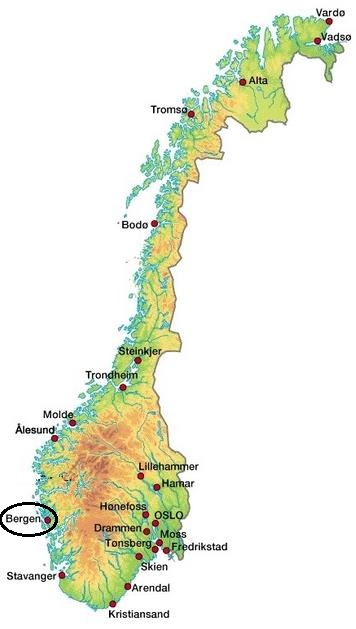 Vardø
Vadsø
Alta
Tromsø
Bodø
Steinkjer
Trondheim
Molde
Ålesund
Lillehammer
Hamar
Hønefoss
OSLO
Bergen
Drammen
Moss
Tønsberg
Fredrikstad
Skien
Stavanger
Arendal
Kristiansand